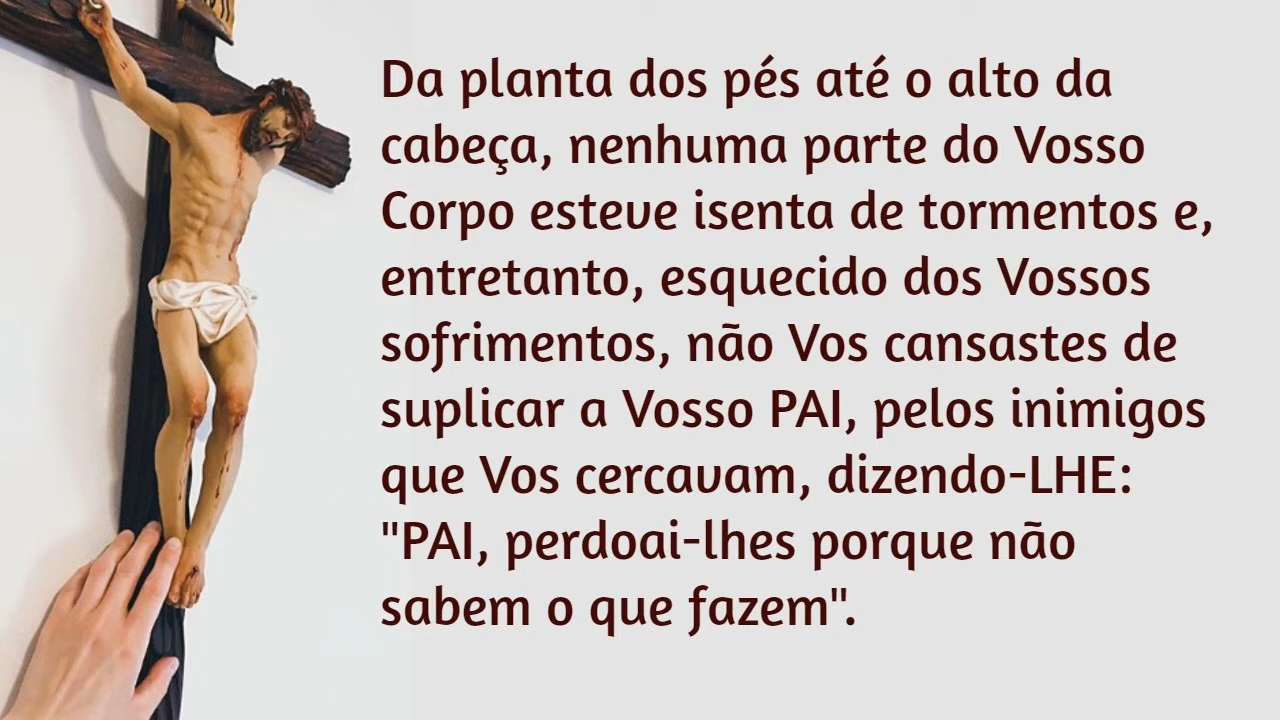 Da planta dos pés até o alto da
cabeça, nenhuma parte do Vosso
Corpo esteve isenta de tormentos e,
entretanto, esquecido dos Vossos
sofrimentos, não Vos cansastes de
suplicar a Vosso PAI, pelos inimigos
que Vos cercavam, dizendo-LHE:
"PAI, perdoai-lhes porque não
sabem o que fazem".